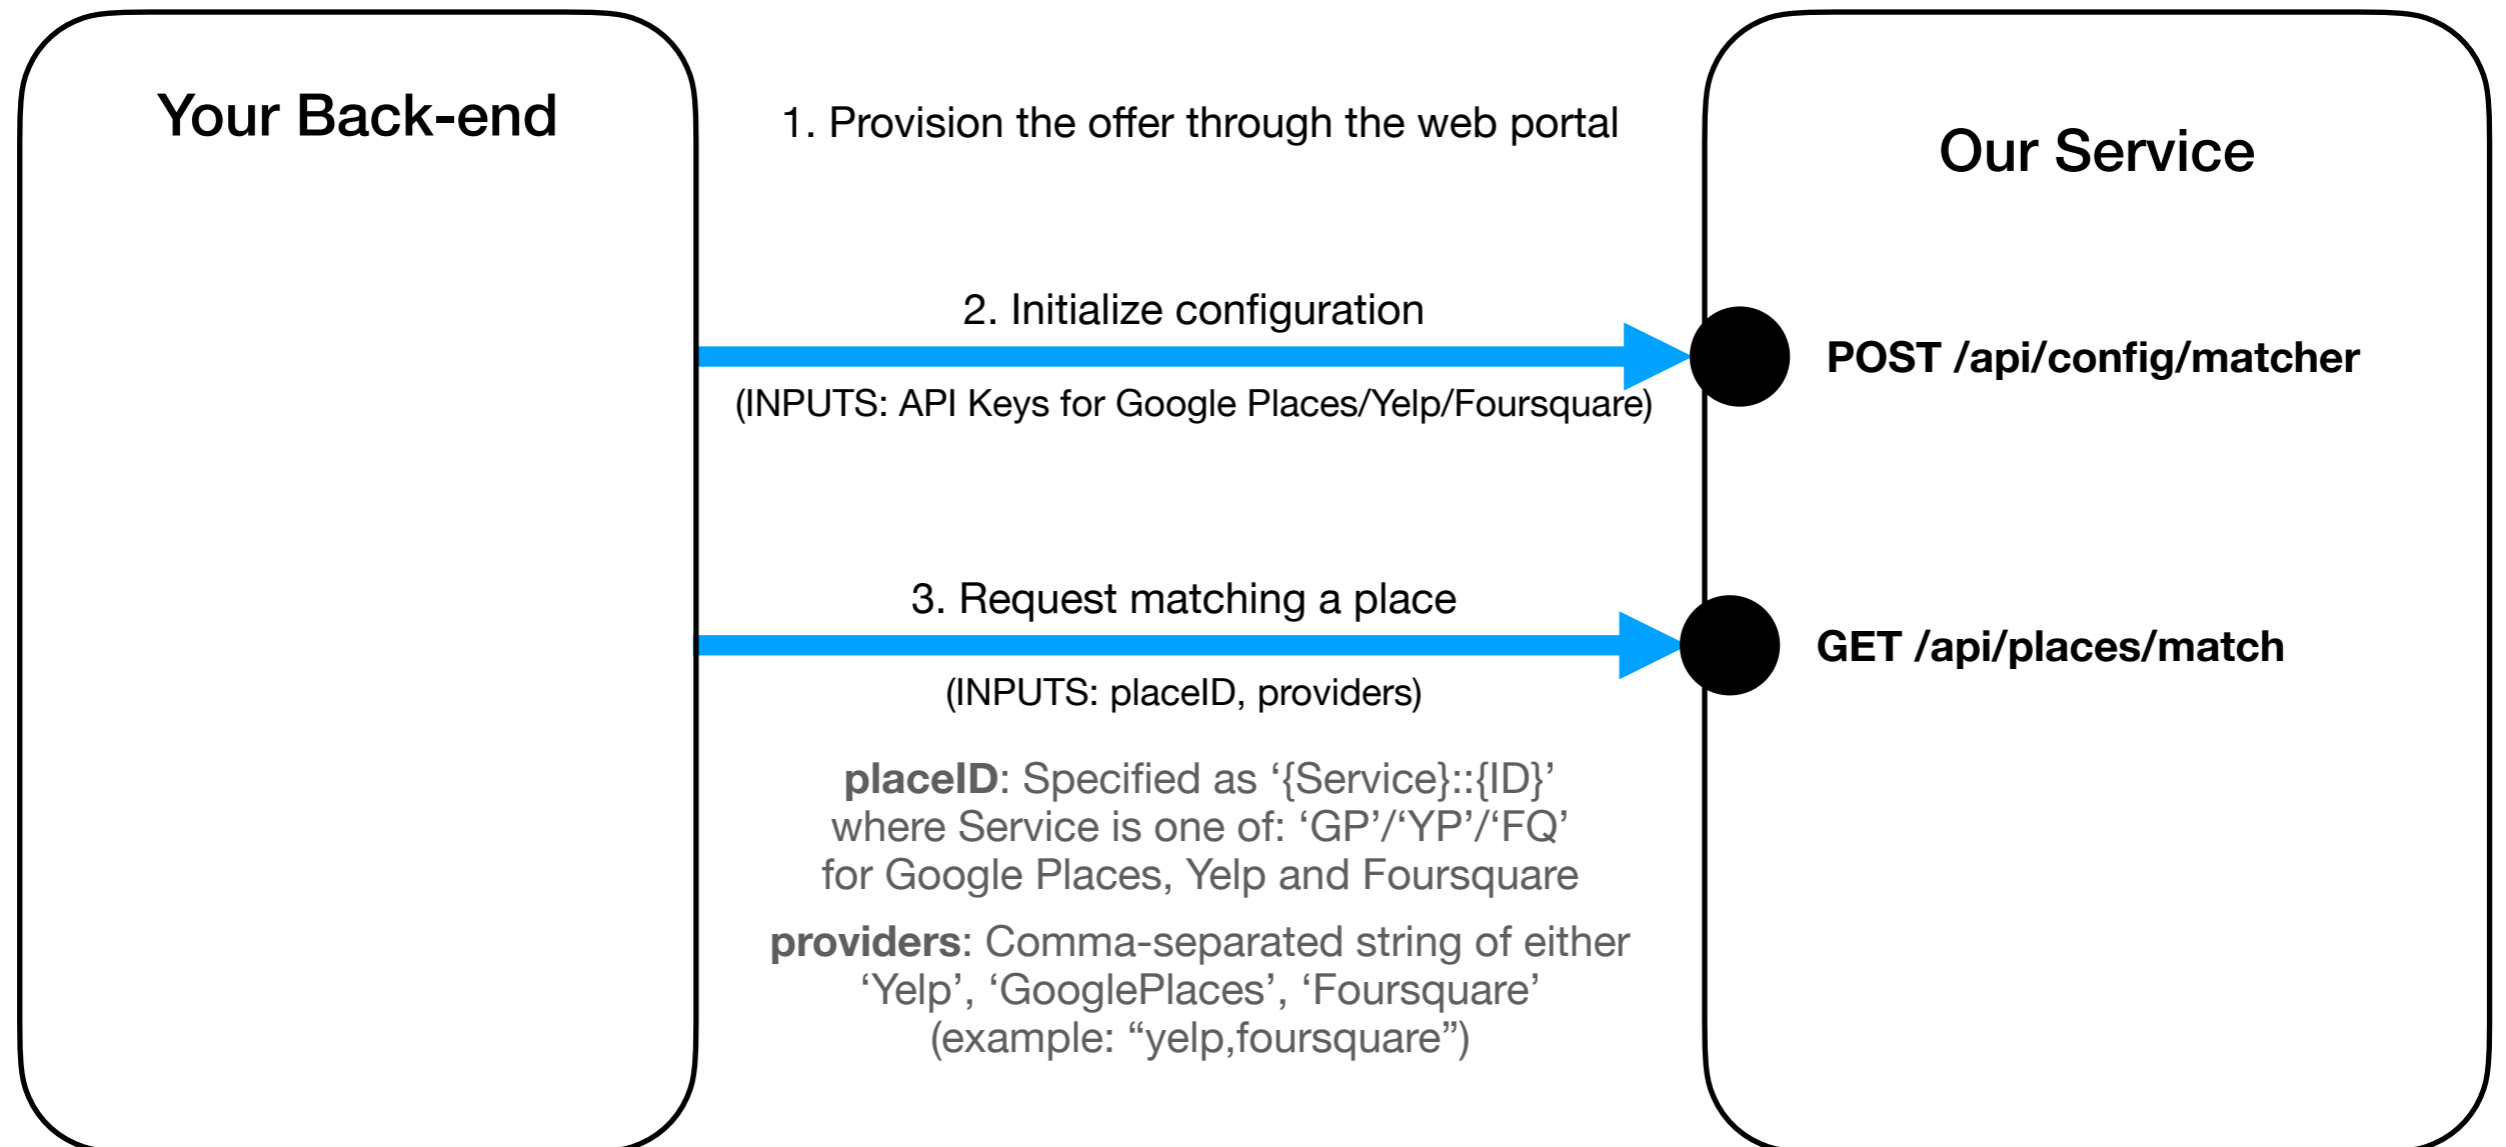 Your Back-end
1. Provision the offer through the web portal
Our Service
2. Initialize configuration
POST /api/config/matcher
(INPUTS: API Keys for Google Places/Yelp/Foursquare)
3. Request matching a place
GET /api/places/match
(INPUTS: placeID, providers)
placeID: Specified as ‘{Service}::{ID}’
where Service is one of: ‘GP’/‘YP’/‘FQ’
for Google Places, Yelp and Foursquare
providers: Comma-separated string of either
‘Yelp’, ‘GooglePlaces’, ‘Foursquare’
(example: “yelp,foursquare”)